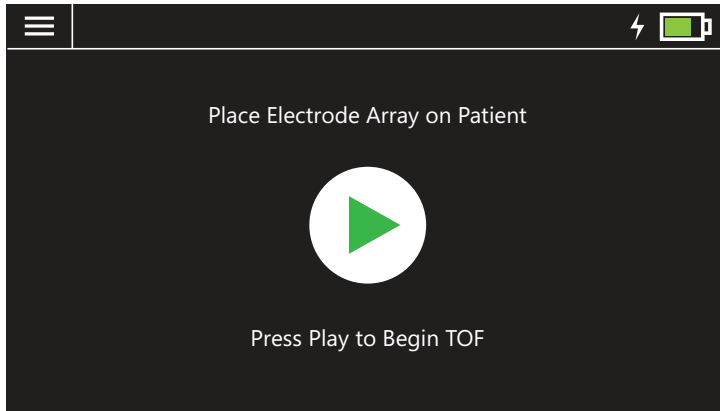 Place Electrode Array on Patient
Press Play to Begin TOF